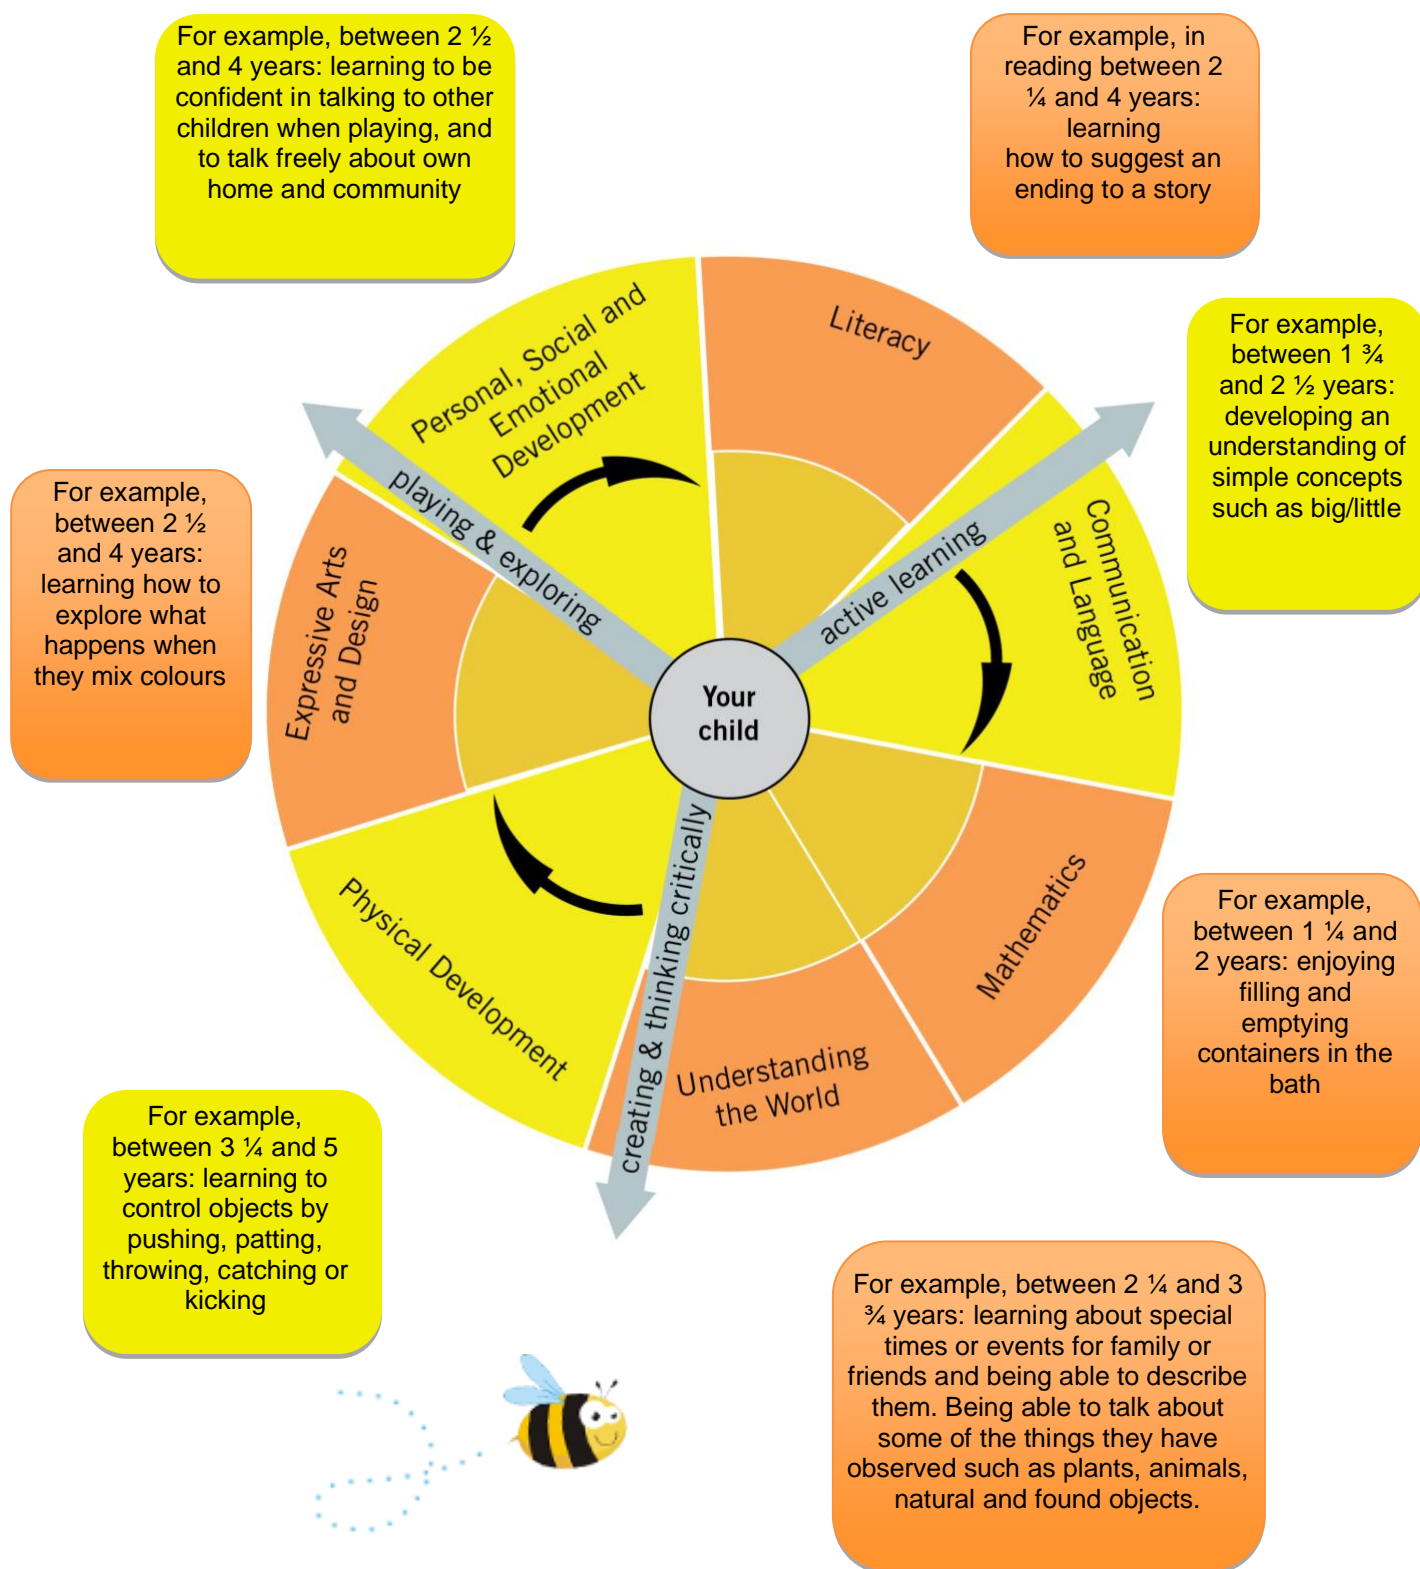 For example, between 2 ½
and 4 years: learning to be
confident in talking to other
children when playing, and
to talk freely about own
home and community
For example, in
reading between 2
¼ and 4 years:
learning
how to suggest an
ending to a story
For example,
between 1 ¾
and 2 ½ years:
developing an
understanding of
simple concepts
such as big/little
For example,
between 2 ½
and 4 years:
learning how to
explore what
happens when
they mix colours
Personal, Social and
Emotional
Development
Literacy
Communication
and Language
playing & exploring
active learning
Expressive Arts
and Design
Your
child
Mathematics
Physical Development
Understanding
the World
creating & thinking critically
For example,
between 1 ¼ and
2 years: enjoying
filling and
emptying
containers in the
bath
For example,
between 3 ¼ and 5
years: learning to
control objects by
pushing, patting,
throwing, catching or
kicking
For example, between 2 ¼ and 3
¾ years: learning about special
times or events for family or
friends and being able to describe
them. Being able to talk about
some of the things they have
observed such as plants, animals,
natural and found objects.